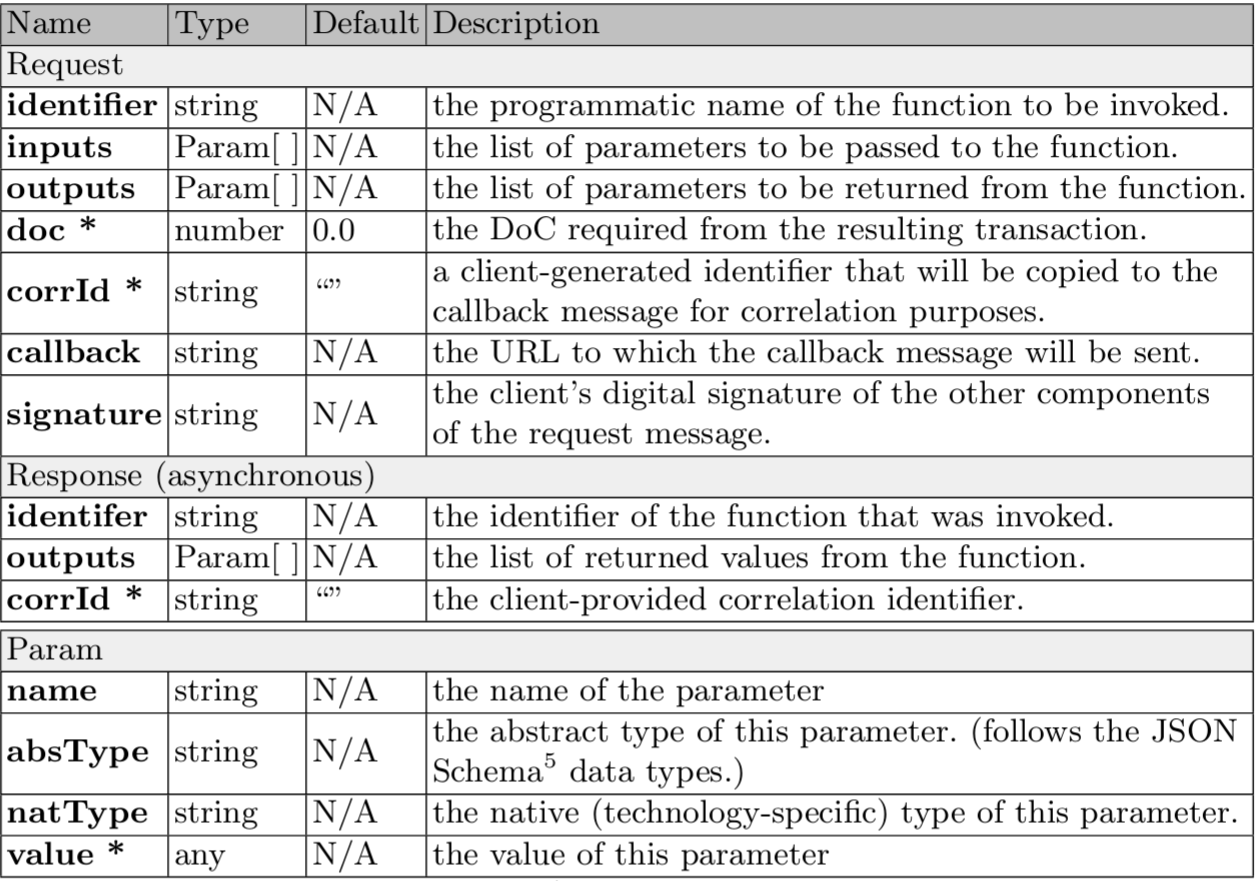 Name Type Default Description
Request
identifier string N/A the programmatic name of the function to be invoked.
inputs Param[ ] N/A the list of parameters to be passed to the function.
outputs Param[ ] N/A the list of parameters to be returned from the function.
doc * number 0.0 the DoC required from the resulting transaction.
corrId * string “” a client-generated identifier that will be copied to the
callback message for correlation purposes.
callback string N/A the URL to which the callback message will be sent.
signature string N/A the client’s digital signature of the other components
of the request message.
Response (asynchronous)
identifer string N/A the identifier of the function that was invoked.
outputs Param[ ] N/A the list of returned values from the function.
corrId * string “” the client-provided correlation identifier.
Param
name string N/A the name of the parameter
absType string N/A the abstract type of this parameter. (follows the JSON
Schema⁵ data types.)
natType string N/A the native (technology-specific) type of this parameter.
value * any N/A the value of this parameter